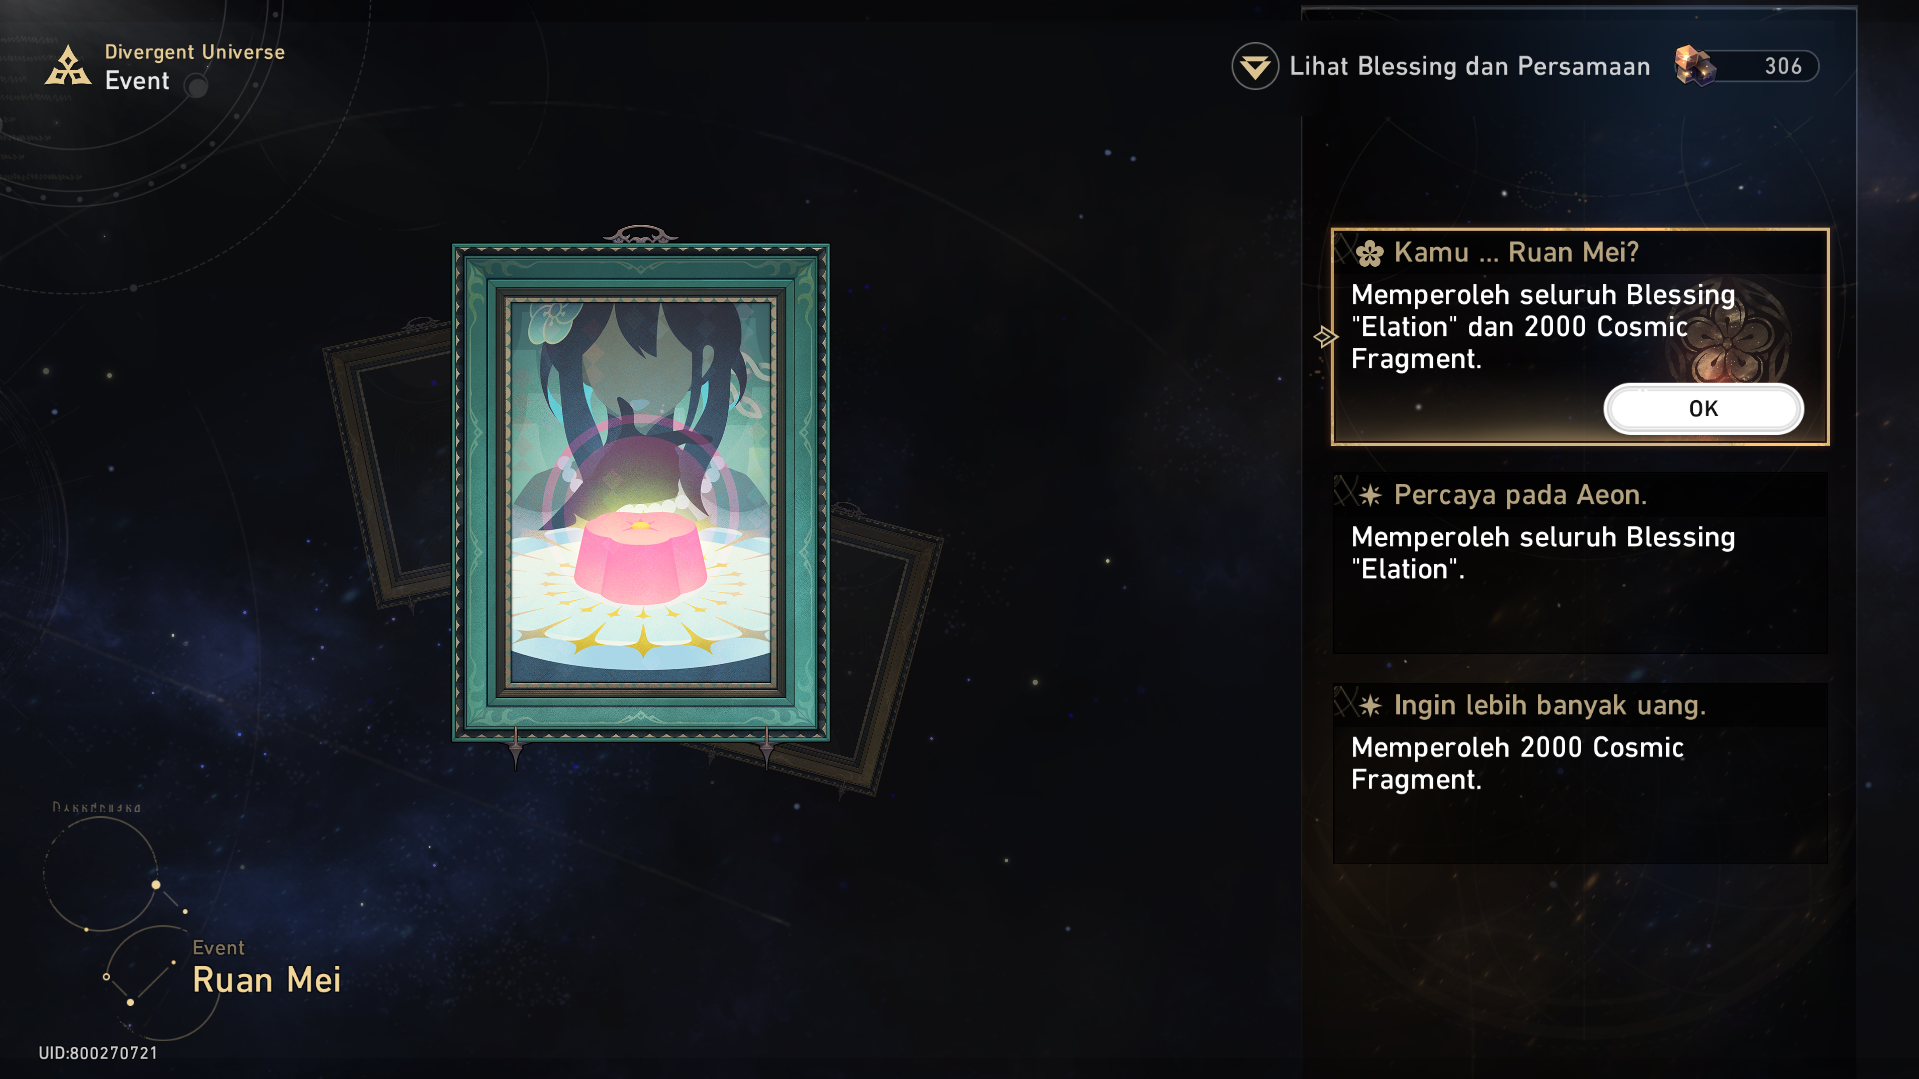 Divergent Universe
Event
Lihat Blessing dan Persamaan
306
Kamu ... Ruan Mei?
Memperoleh seluruh Blessing
"Elation" dan 2000 Cosmic
Fragment.
OK
Percaya pada Aeon.
Memperoleh seluruh Blessing
"Elation".
Ingin lebih banyak uang.
Memperoleh 2000 Cosmic
Fragment.
Event
Ruan Mei
UID:800270721